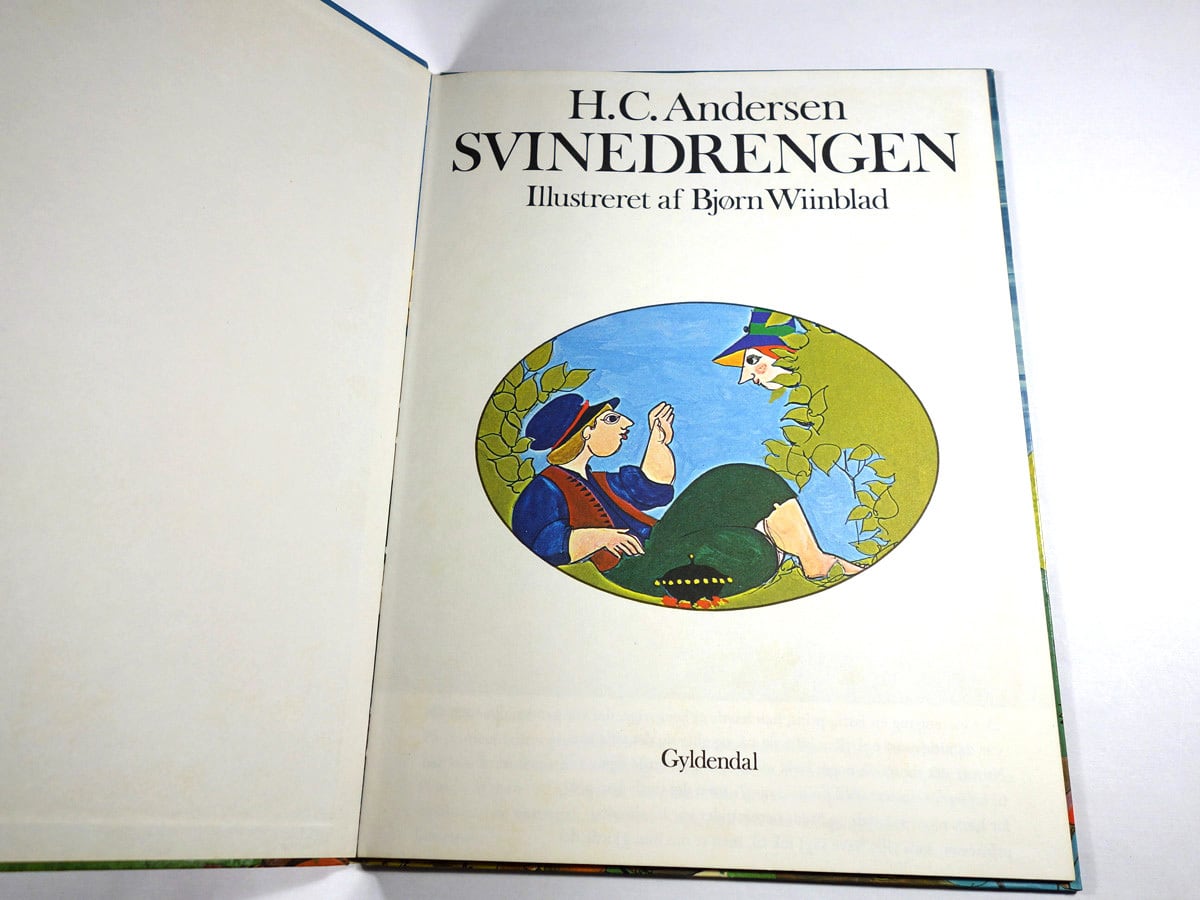 H.C. Andersen
SVINEDRENGEN
Illustreret af Bjørn Wiinblad
Gyldendal